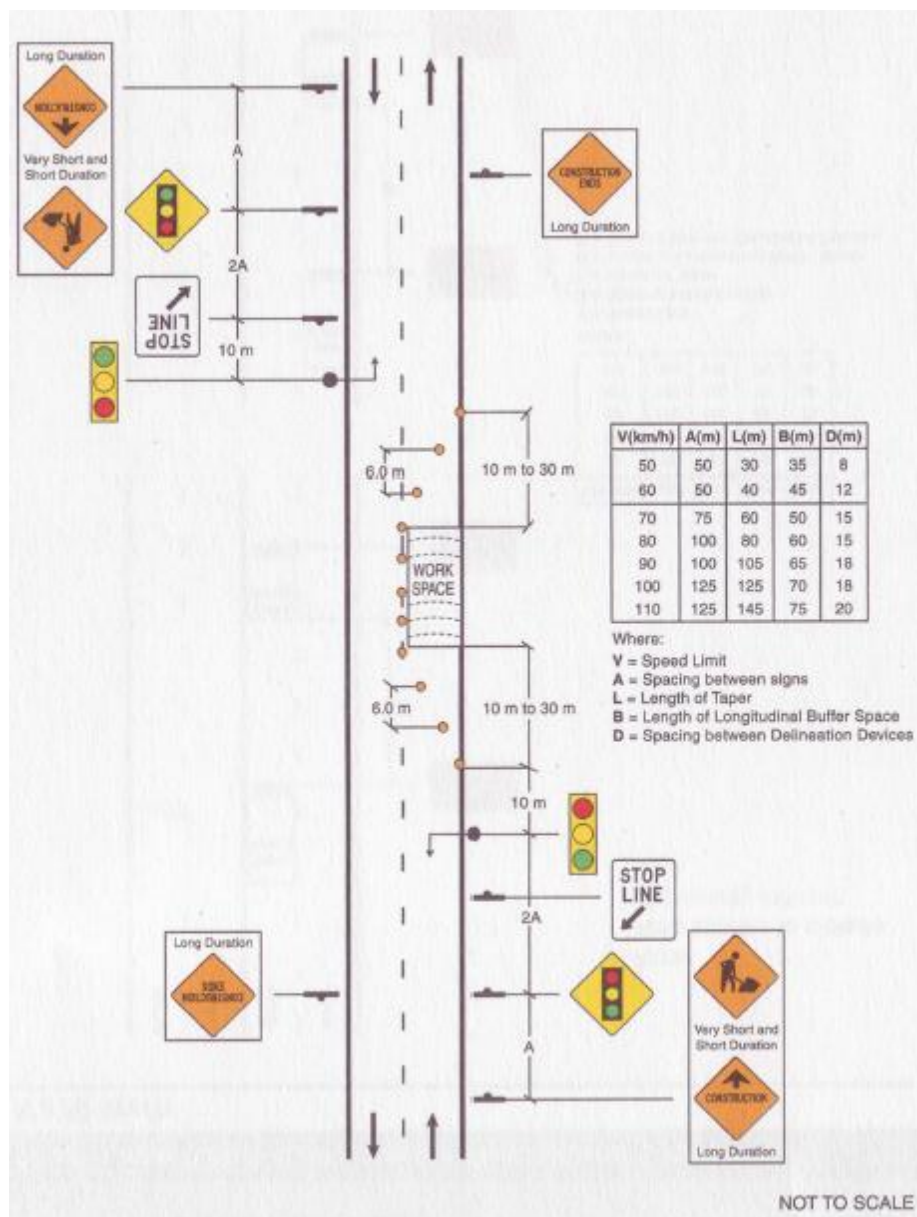 Long Duration
CONSTRUCTION
Very Short and
Short Duration
A
2A
STOP
LINE
10 m
CONSTRUCTION
ENDS
Long Duration
6.0 m
10 m to 30 m
WORK
SPACE
V(km/h) A(m) L(m) B(m) D(m)
50 50 30 35 8
60 50 40 45 12
70 75 60 50 15
80 100 80 60 15
90 100 105 65 18
100 125 125 70 18
110 125 145 75 20
Where:
V = Speed Limit
A = Spacing between signs
L = Length of Taper
B = Length of Longitudinal Buffer Space
D = Spacing between Delineation Devices
6.0 m
10 m to 30 m
10 m
STOP
LINE
2A
Long Duration
CONSTRUCTION
ENDS
Very Short and
Short Duration
A
CONSTRUCTION
Long Duration
NOT TO SCALE